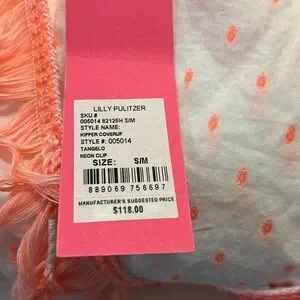 LILLY PULITZER
SKU #
005014 82126H S/M
STYLE NAME:
KIPPER COVERUP
STYLE #: 005014
TANGELO
NEON CLIP
SIZE: S/M
889069 756697
MANUFACTURER'S SUGGESTED PRICE
$118.00